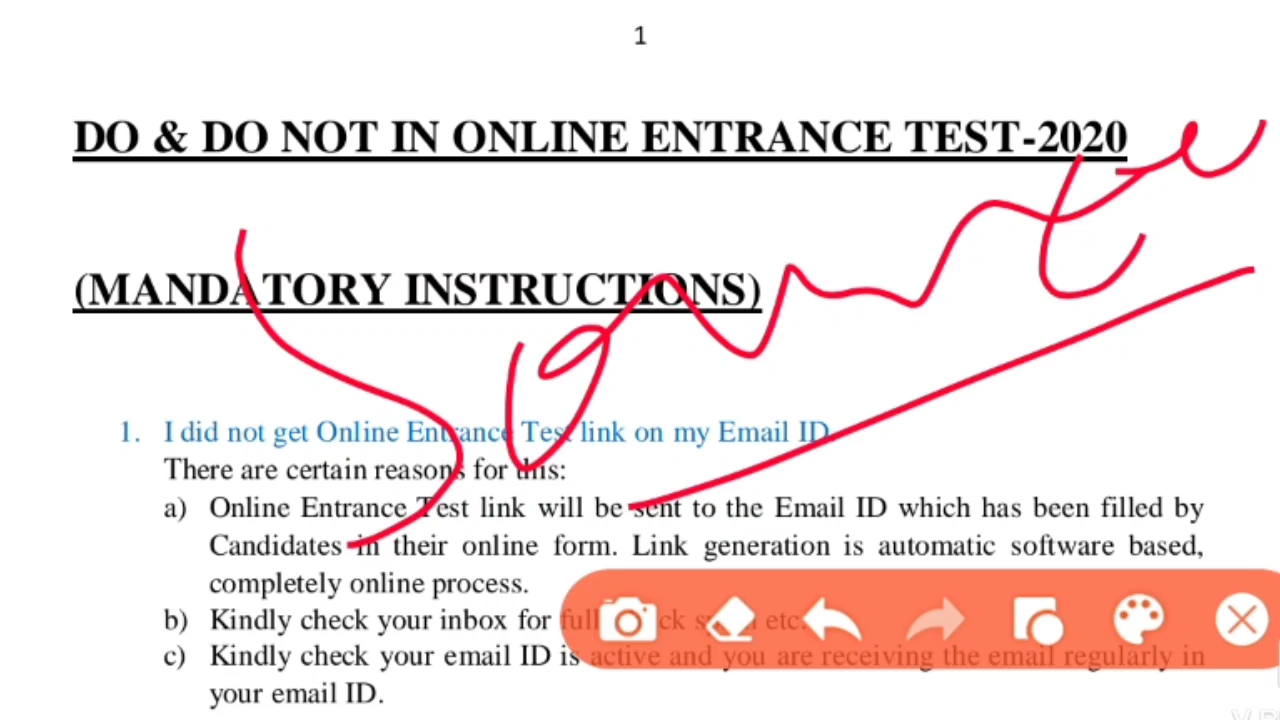 1
DO & DO NOT IN ONLINE ENTRANCE TEST-2020
(MANDATORY INSTRUCTIONS)
1. I did not get Online Entrance Test link on my Email ID.
There are certain reasons for this:
a) Online Entrance Test link will be sent to the Email ID which has been filled by
Candidates in their online form. Link generation is automatic software based,
completely online process.
b) Kindly check your inbox for full etc.
c) Kindly check your email ID is active and you are receiving the email regularly in
your email ID.